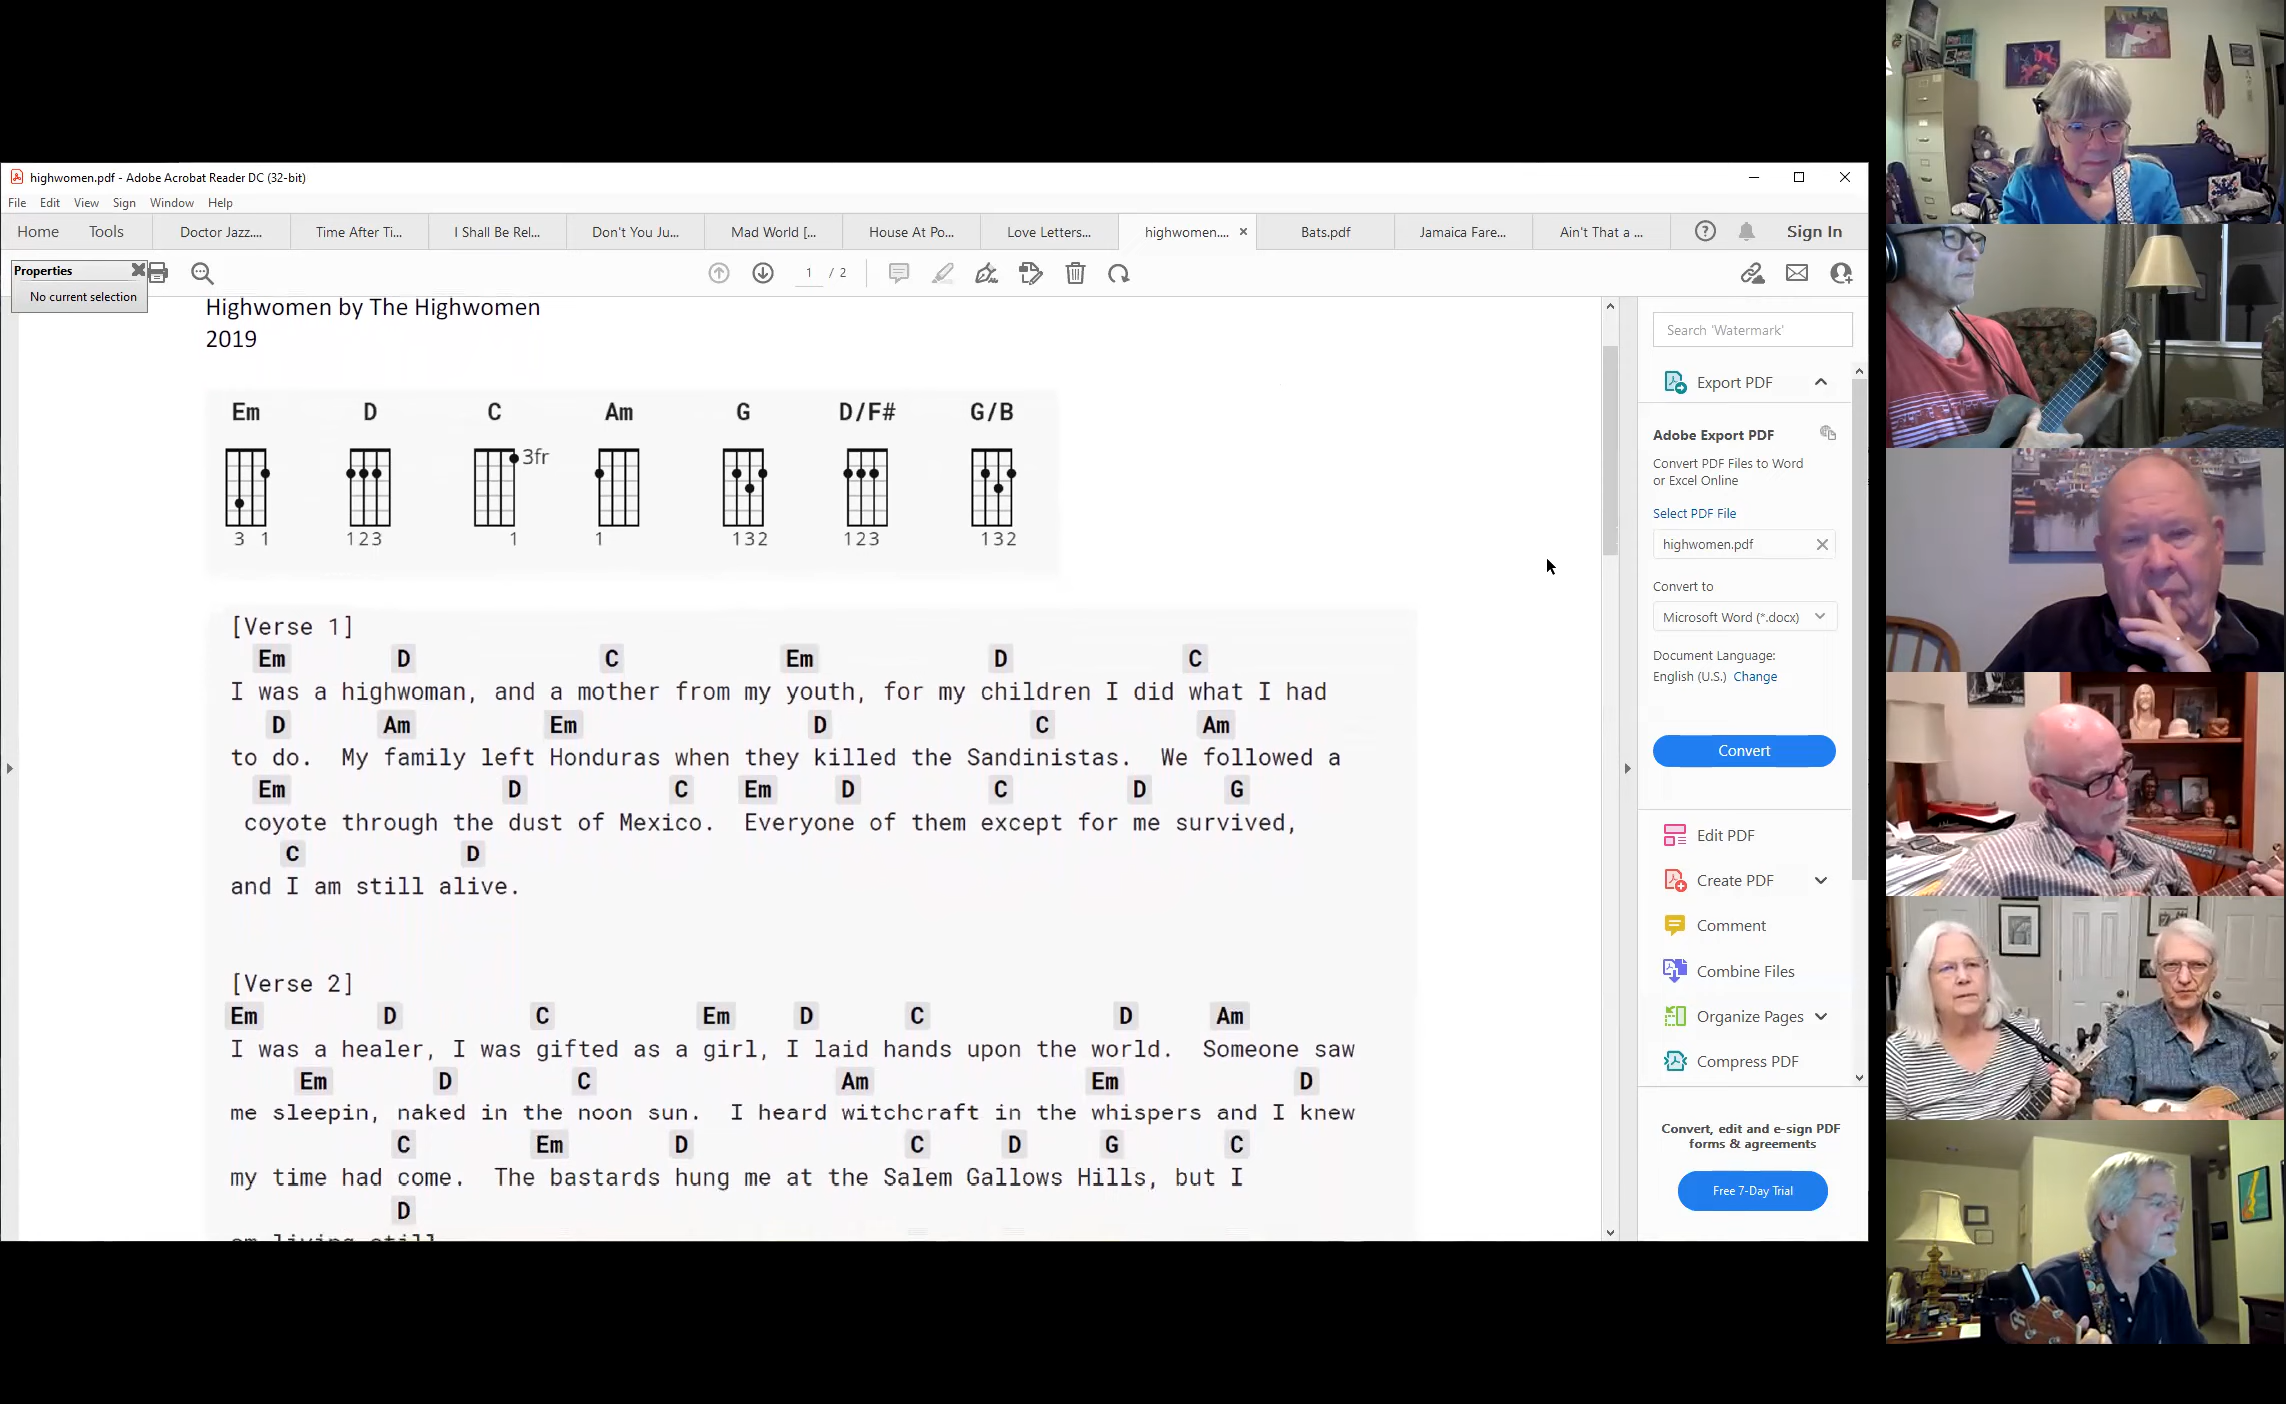 highwomen.pdf - Adobe Acrobat Reader DC (32-bit)
File Edit View Sign Window Help
Home Tools Doctor Jazz.... Time After Ti... I Shall Be Rel... Don't You Ju... Mad World [... House At Po... Love Letters... highwomen.... Bats.pdf Jamaica Fare... Ain't That a ... Sign In
1 / 2
Properties
No current selection
Highwomen by The Highwomen
2019
Em D C Am G D/F# G/B
3fr
3 1 123 1 1 132 123 132
[Verse 1]
Em D C Em D C
I was a highwoman, and a mother from my youth, for my children I did what I had
D Am Em D C Am
to do. My family left Honduras when they killed the Sandinistas. We followed a
Em D C Em D C D G
coyote through the dust of Mexico. Everyone of them except for me survived,
C D
and I am still alive.
[Verse 2]
Em D C Em D C D Am
I was a healer, I was gifted as a girl, I laid hands upon the world. Someone saw
Em D C Am Em D
me sleepin, naked in the noon sun. I heard witchcraft in the whispers and I knew
C Em D C D G C
my time had come. The bastards hung me at the Salem Gallows Hills, but I
D
am living still
Search 'Watermark'
Export PDF
Adobe Export PDF
Convert PDF Files to Word
or Excel Online
Select PDF File
highwomen.pdf
Convert to
Microsoft Word (*.docx)
Document Language:
English (U.S.) Change
Convert
Edit PDF
Create PDF
Comment
Combine Files
Organize Pages
Compress PDF
Convert, edit and e-sign PDF
forms & agreements
Free 7-Day Trial